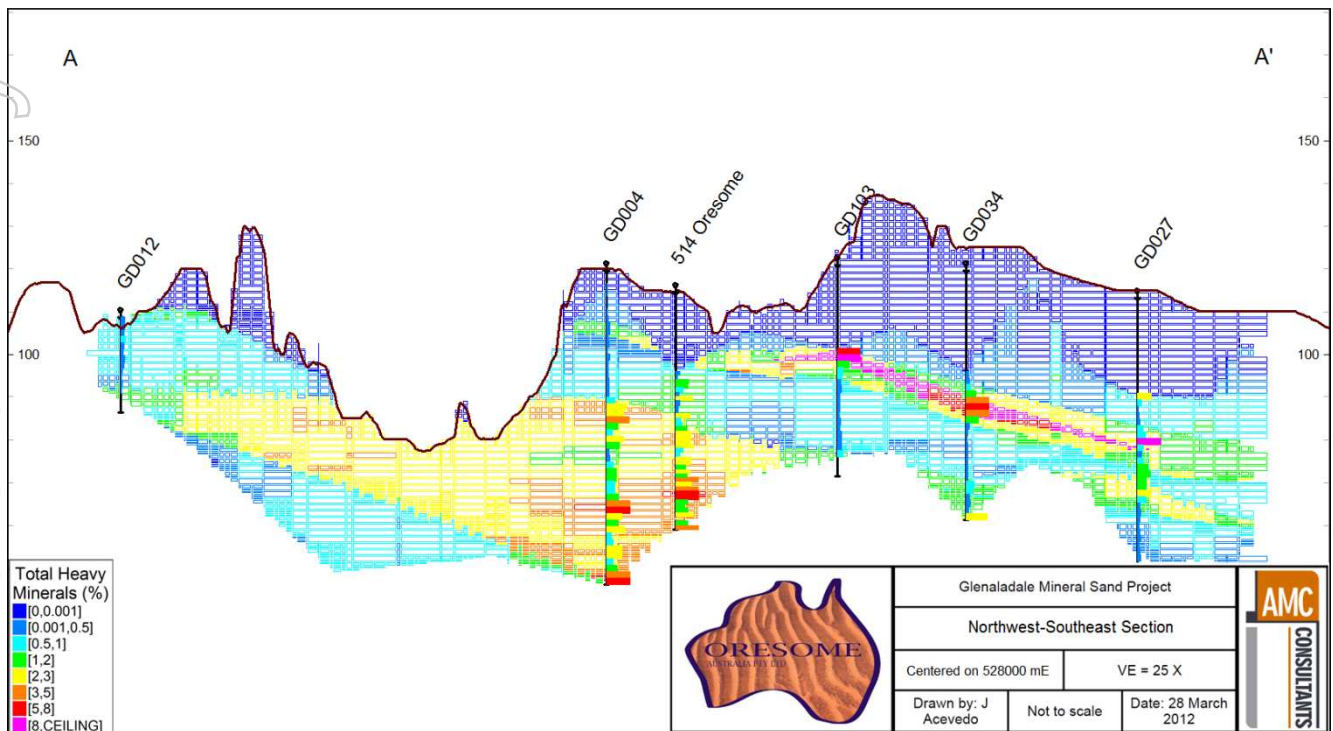 A
A'
150
150
100
100
GD012
GD004
514 Oresome
GD103
GD034
GD027
Total Heavy
Minerals (%)
[0,0.001]
[0.001,0.5]
[0.5,1]
[1,2]
[2,3]
[3,5]
[5,8]
[8,CEILING]
ORESOME
AUSTRALIA PTY LTD
Glenaladale Mineral Sand Project
Northwest-Southeast Section
Centered on 528000 mE
VE = 25 X
Drawn by: J
Acevedo
Not to scale
Date: 28 March
2012
AMC
CONSULTANTS